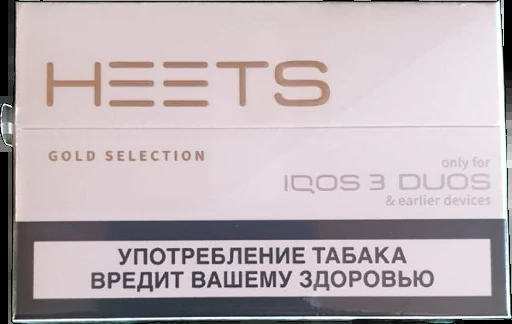 HEETS
GOLD SELECTION
only for
IQOS 3 DUOS
& earlier devices
УПОТРЕБЛЕНИЕ ТАБАКА
ВРЕДИТ ВАШЕМУ ЗДОРОВЬЮ